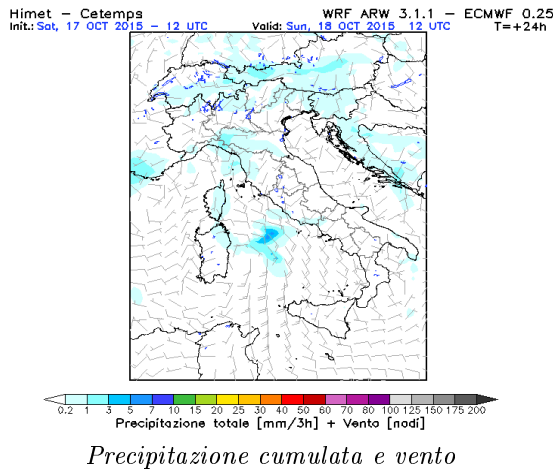 Himet – Cetemps WRF ARW 3.1.1 – ECMWF 0.25
Init.: Sat, 17 OCT 2015 – 12 UTC Valid: Sun, 18 OCT 2015 12 UTC T=+24h
0.2 1 3 5 7 10 15 20 25 30 40 50 60 70 80 100 125 150 175 200
Precipitazione totale [mm/3h] + Vento [nodi]
Precipitazione cumulata e vento